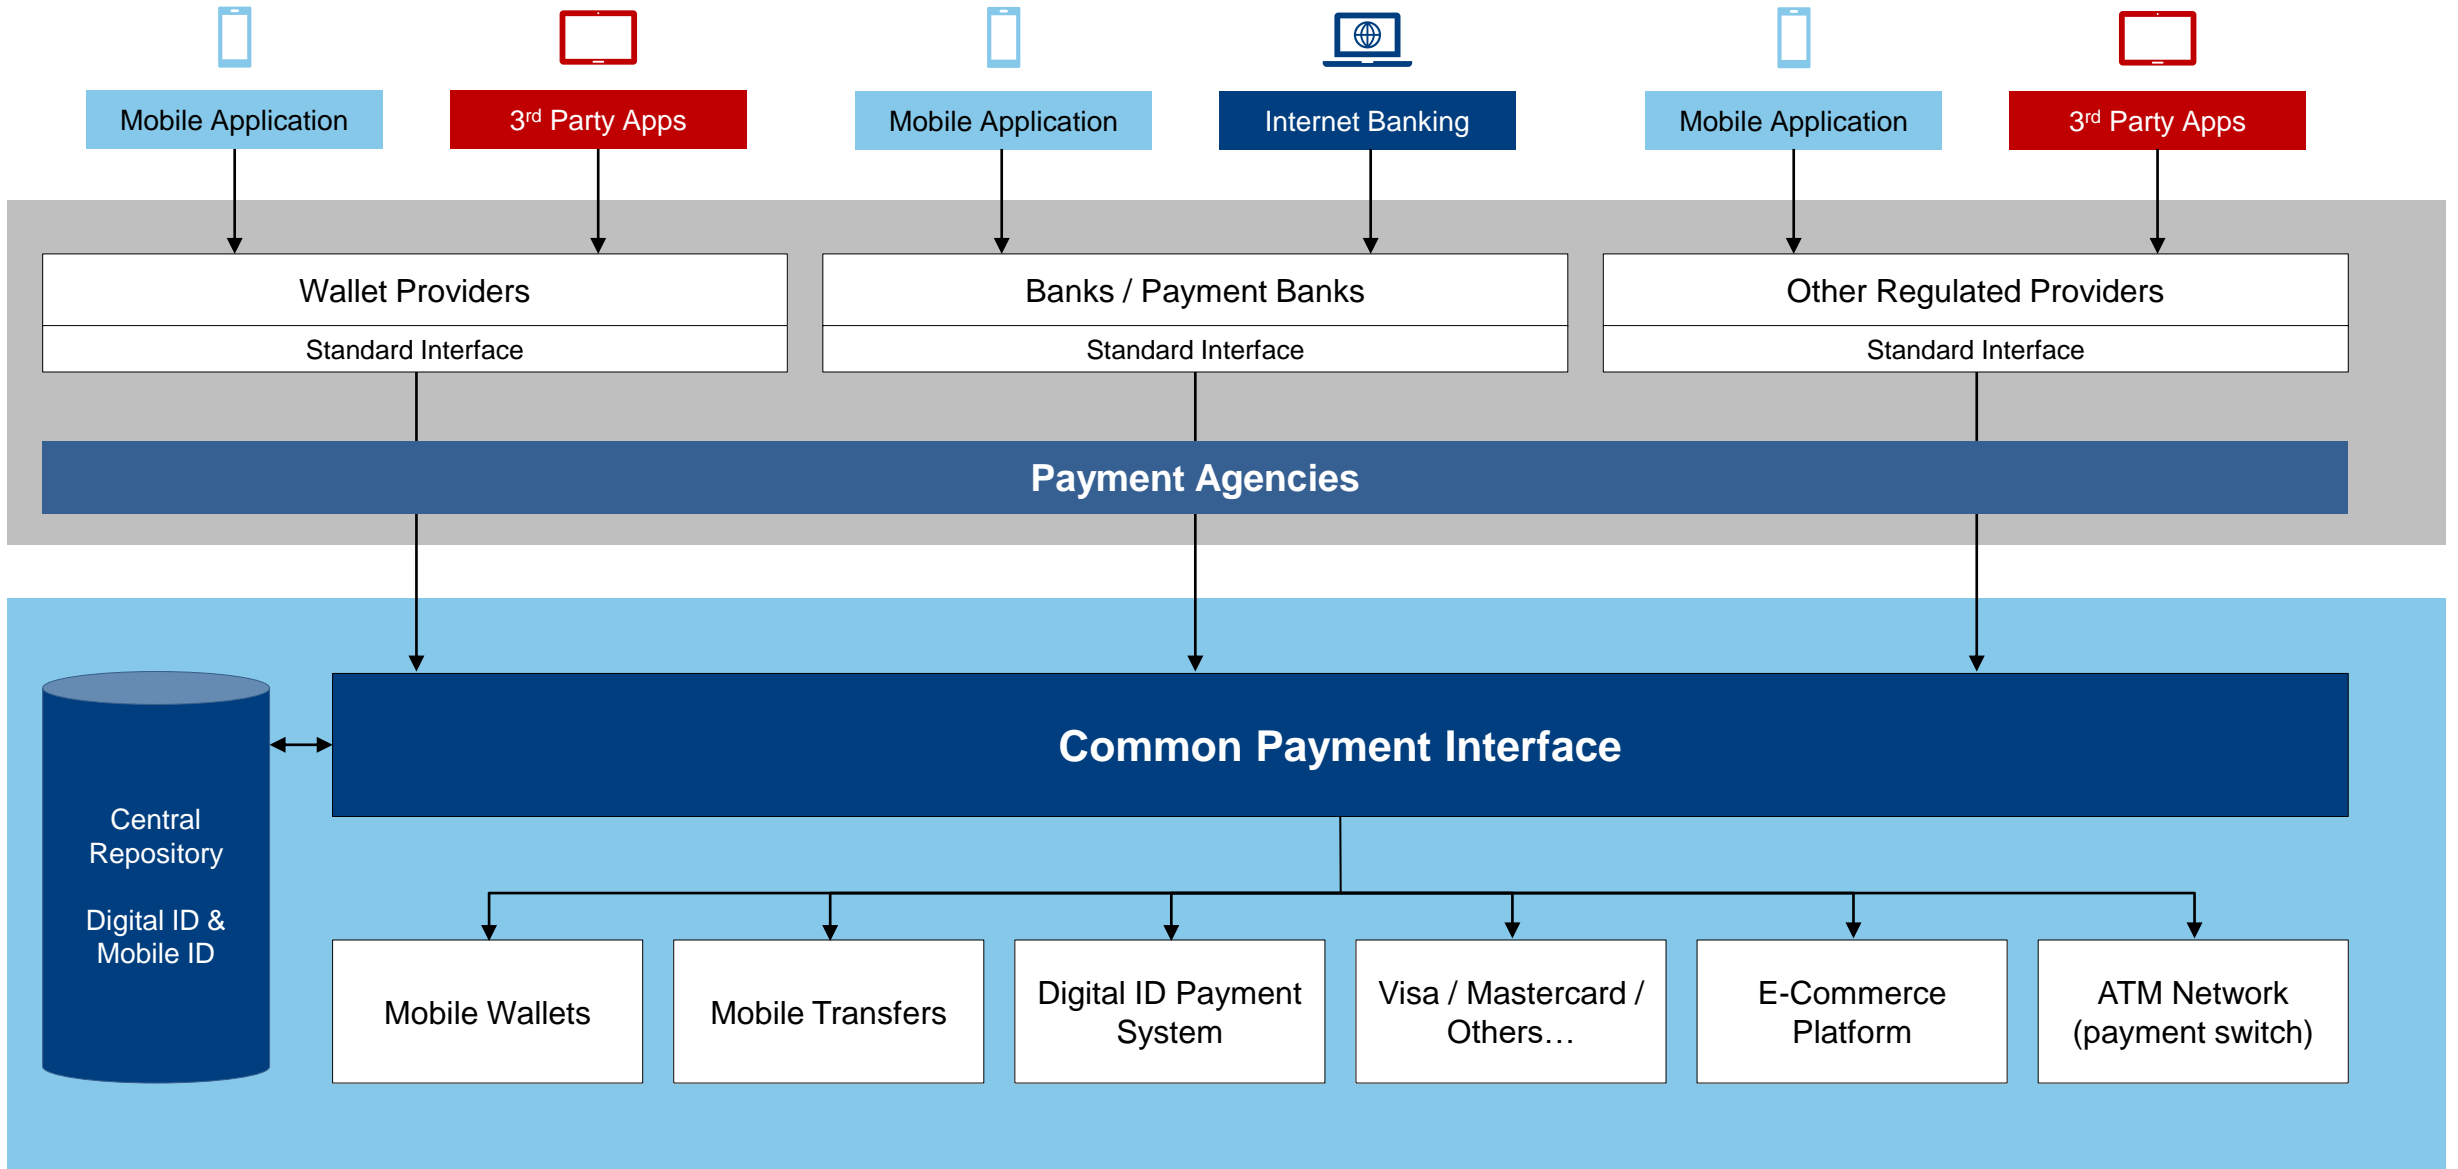 Mobile Application
3rd Party Apps
Mobile Application
Internet Banking
Mobile Application
3rd Party Apps
Wallet Providers
Standard Interface
Banks / Payment Banks
Standard Interface
Other Regulated Providers
Standard Interface
Payment Agencies
Common Payment Interface
Central
Repository
Digital ID &
Mobile ID
Mobile Wallets
Mobile Transfers
Digital ID Payment
System
Visa / Mastercard /
Others…
E-Commerce
Platform
ATM Network
(payment switch)